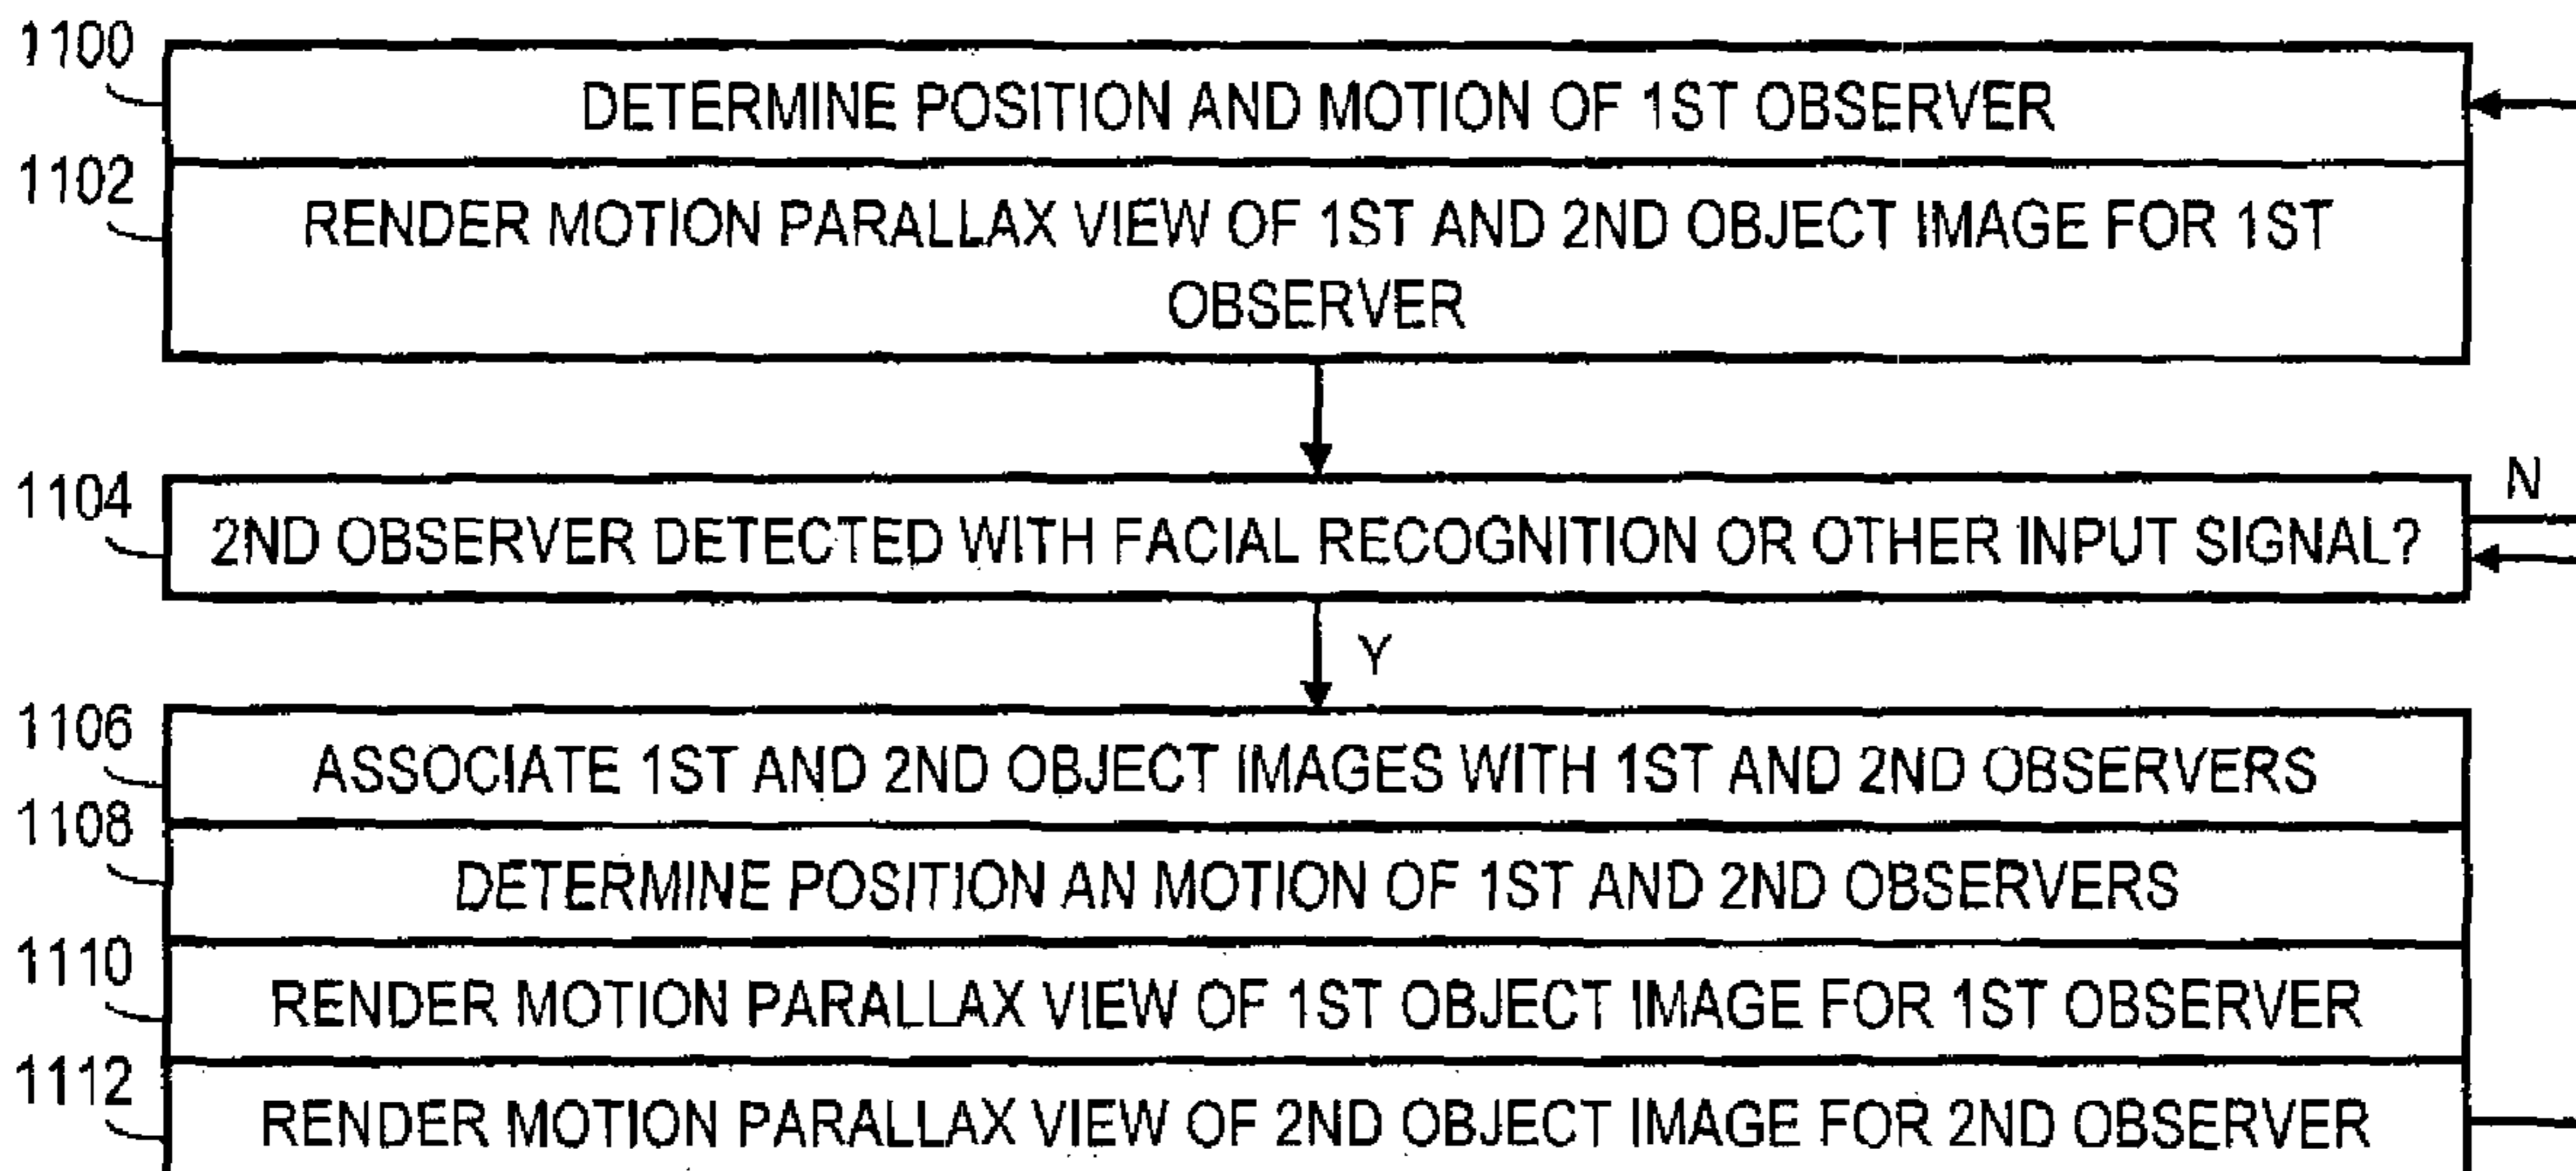 1100
DETERMINE POSITION AND MOTION OF 1ST OBSERVER
1102
RENDER MOTION PARALLAX VIEW OF 1ST AND 2ND OBJECT IMAGE FOR 1ST
OBSERVER
1104
2ND OBSERVER DETECTED WITH FACIAL RECOGNITION OR OTHER INPUT SIGNAL?
N
Y
1106
ASSOCIATE 1ST AND 2ND OBJECT IMAGES WITH 1ST AND 2ND OBSERVERS
1108
DETERMINE POSITION AN MOTION OF 1ST AND 2ND OBSERVERS
1110
RENDER MOTION PARALLAX VIEW OF 1ST OBJECT IMAGE FOR 1ST OBSERVER
1112
RENDER MOTION PARALLAX VIEW OF 2ND OBJECT IMAGE FOR 2ND OBSERVER